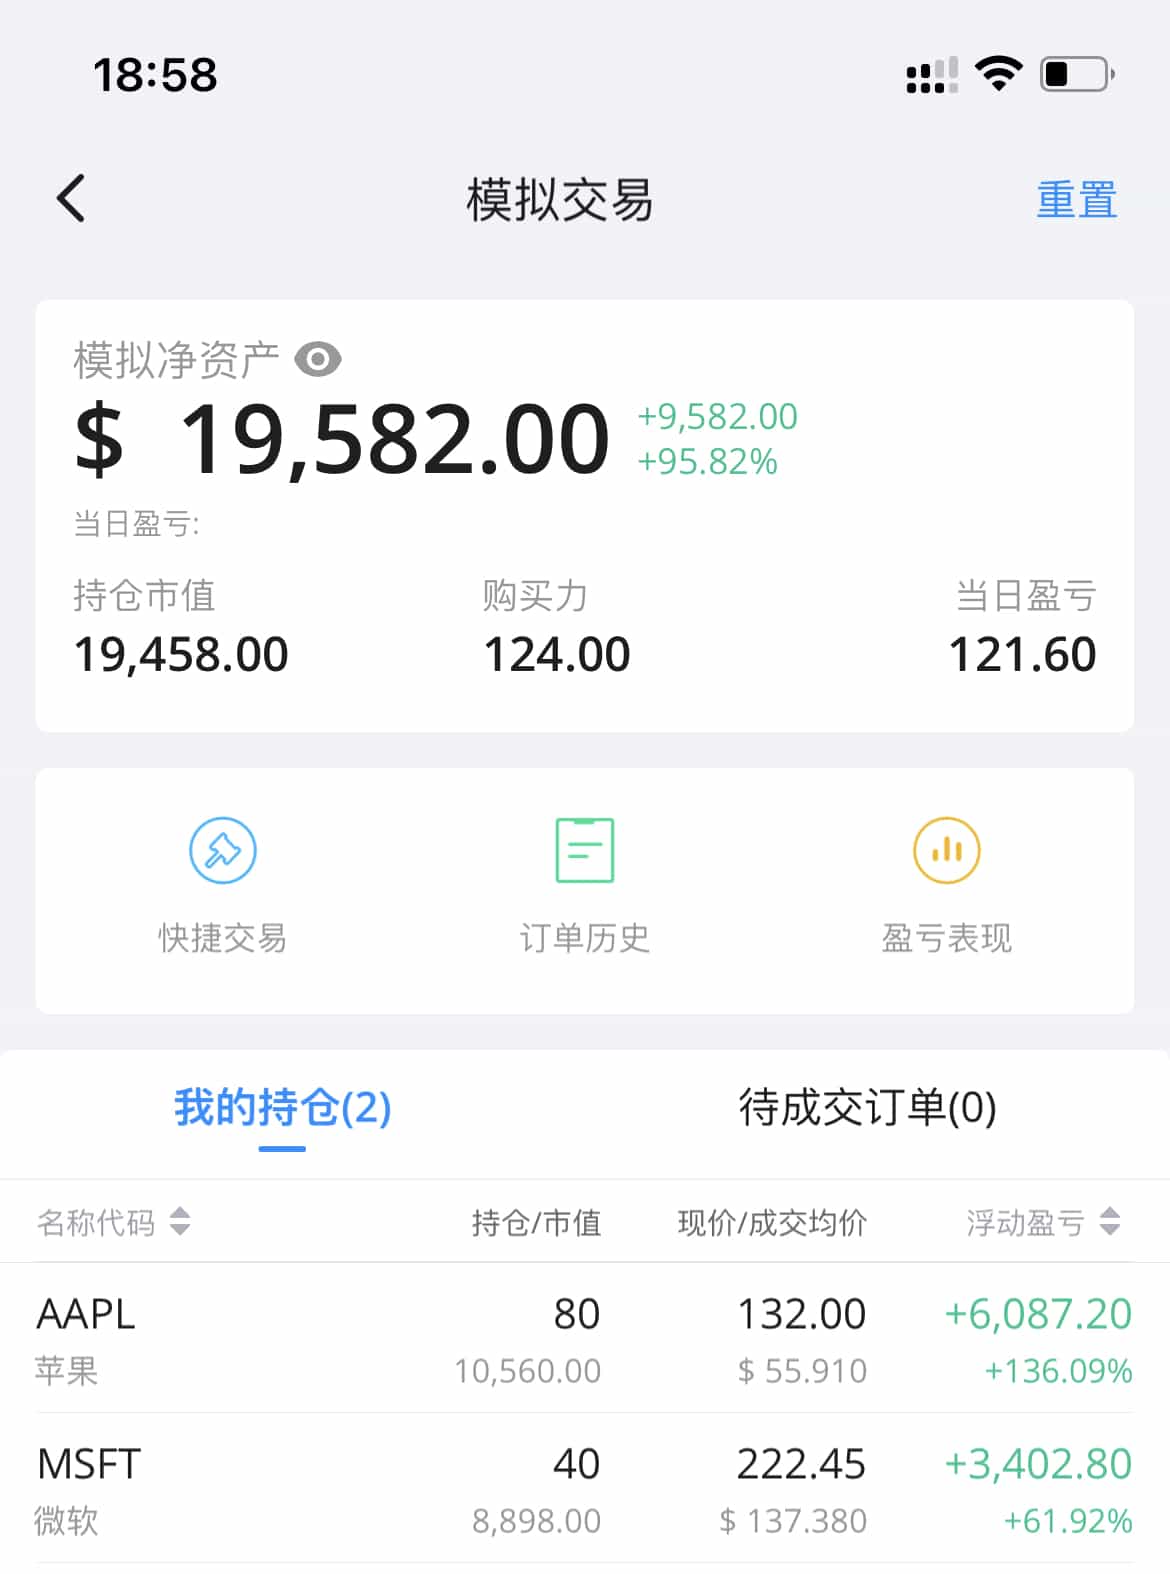 18:58
模拟交易 重置
模拟净资产
$ 19,582.00 +9,582.00
+95.82%
当日盈亏:
持仓市值 购买力 当日盈亏
19,458.00 124.00 121.60
快捷交易 订单历史 盈亏表现
我的持仓(2) 待成交订单(0)
名称代码 持仓/市值 现价/成交均价 浮动盈亏
AAPL 80 132.00 +6,087.20
苹果 10,560.00 $ 55.910 +136.09%
MSFT 40 222.45 +3,402.80
微软 8,898.00 $ 137.380 +61.92%